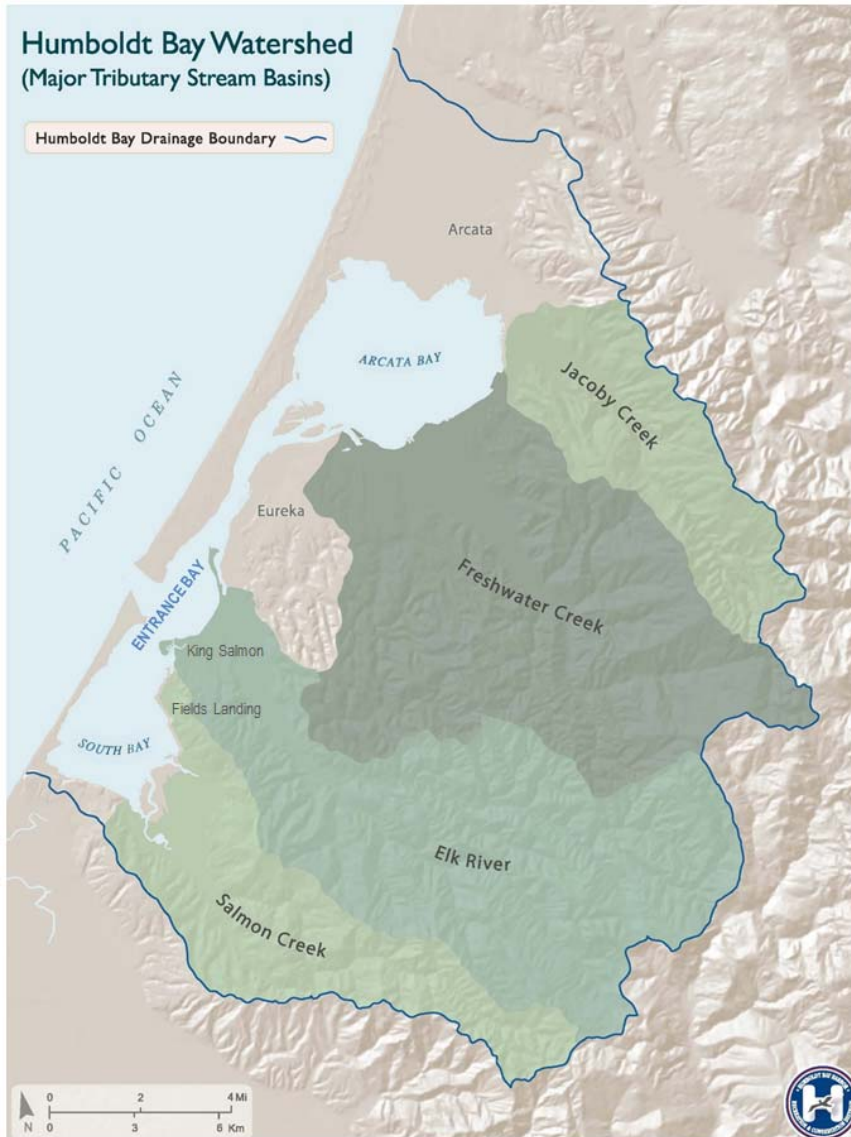 Humboldt Bay Watershed
(Major Tributary Stream Basins)
Humboldt Bay Drainage Boundary
Arcata
ARCATA BAY
Jacoby Creek
PACIFIC OCEAN
Eureka
Freshwater Creek
ENTRANCE BAY
King Salmon
Fields Landing
SOUTH BAY
Elk River
Salmon Creek
0 2 4 Mi
N
0 3 6 Km
H